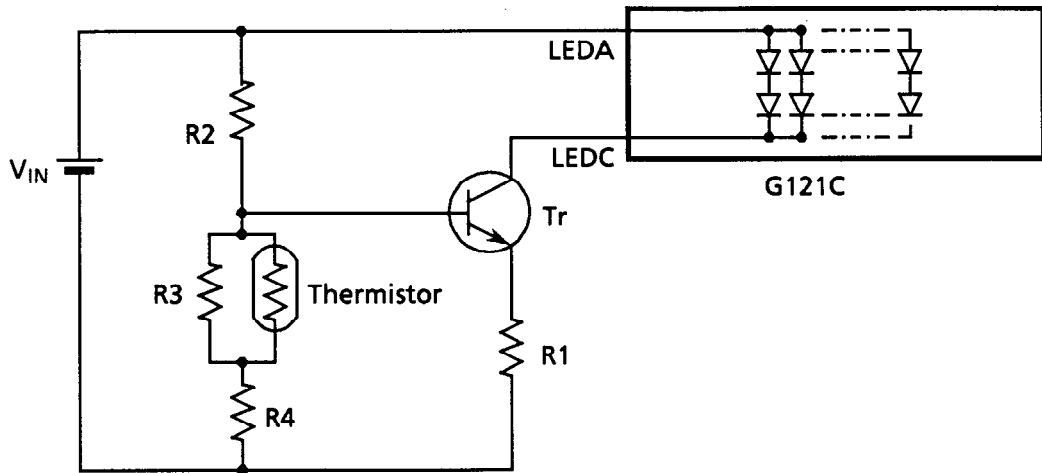 LEDA
R2
V_IN
LEDC
G121C
Tr
R3
Thermistor
R1
R4